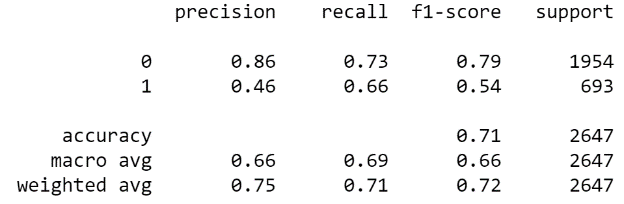 precision recall f1-score support
0 0.86 0.73 0.79 1954
1 0.46 0.66 0.54 693
accuracy 0.71 2647
macro avg 0.66 0.69 0.66 2647
weighted avg 0.75 0.71 0.72 2647